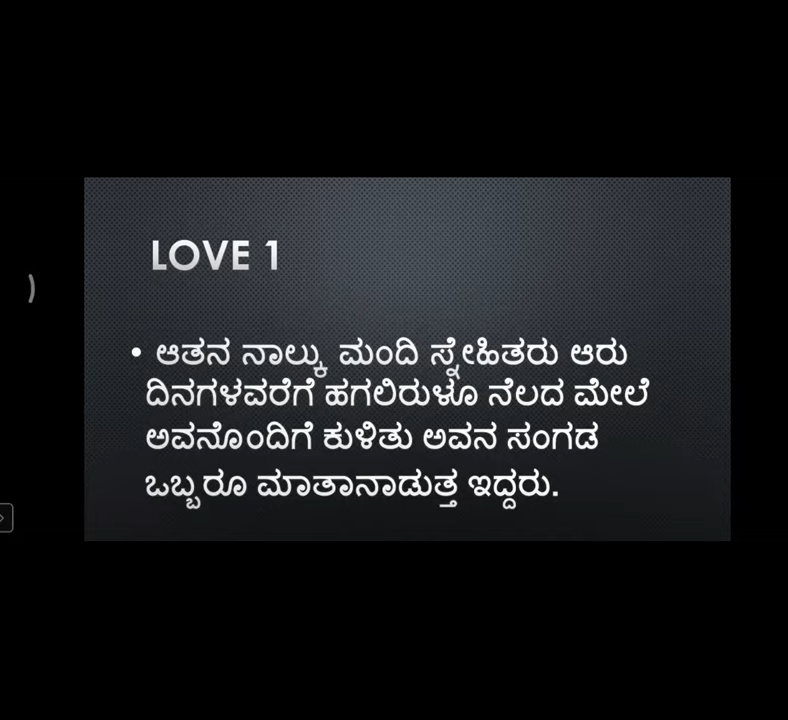 LOVE 1
• ಆತನ ನಾಲ್ಕು ಮಂದಿ ಸ್ನೇಹಿತರು ಆರು
ದಿನಗಳವರೆಗೆ ಹಗಲಿರುಳೂ ನೆಲದ ಮೇಲೆ
ಅವನೊಂದಿಗೆ ಕುಳಿತು ಅವನ ಸಂಗಡ
ಒಬ್ಬರೂ ಮಾತಾನಾಡುತ್ತ ಇದ್ದರು.